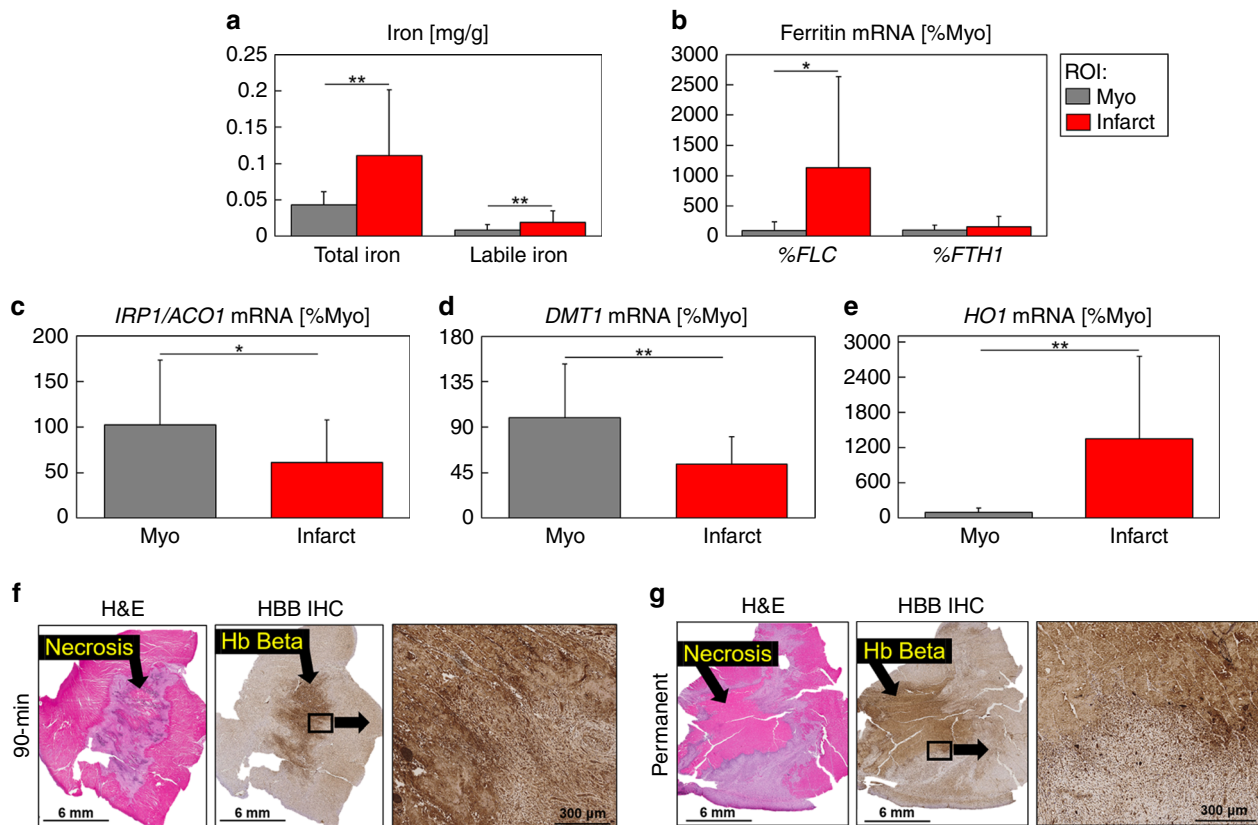 a
Iron [mg/g]
0.25
0.2
0.15
0.1
0.05
0
**
**
Total iron
Labile iron
b
Ferritin mRNA [%Myo]
3000
2500
2000
1500
1000
500
0
*
%FLC
%FTH1
ROI:
Myo
Infarct
c
IRP1/ACO1 mRNA [%Myo]
200
150
100
50
0
*
Myo
Infarct
d
DMT1 mRNA [%Myo]
180
135
90
45
0
**
Myo
Infarct
e
HO1 mRNA [%Myo]
3000
2400
1800
1200
600
0
**
Myo
Infarct
f
H&E
HBB IHC
90-min
Necrosis
Hb Beta
6 mm
6 mm
300 µm
g
H&E
HBB IHC
Permanent
Necrosis
Hb Beta
6 mm
6 mm
300 µm